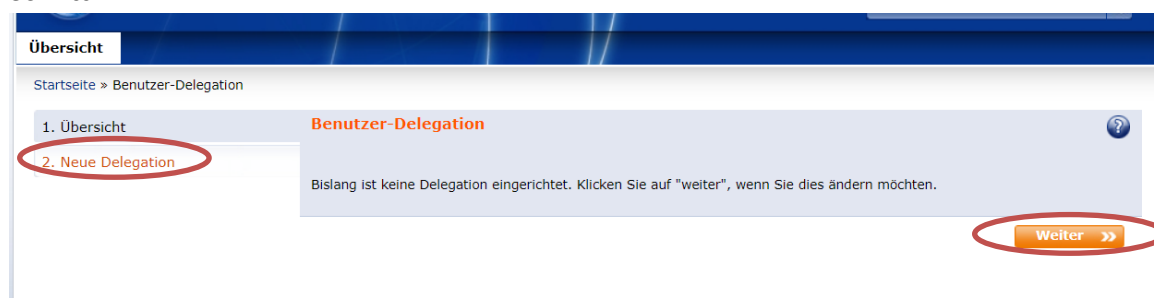 Übersicht
Startseite » Benutzer-Delegation
1. Übersicht
Benutzer-Delegation
2. Neue Delegation
Bislang ist keine Delegation eingerichtet. Klicken Sie auf "weiter", wenn Sie dies ändern möchten.
Weiter »